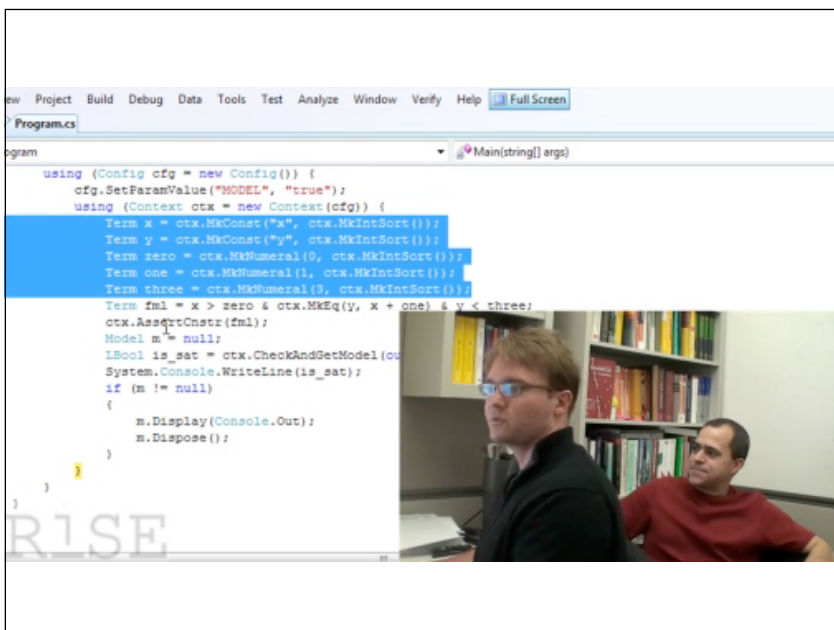 ew Project Build Debug Data Tools Test Analyze Window Verify Help Full Screen
Program.cs
ogram Main(string[] args)
using (Config cfg = new Config()) {
cfg.SetParamValue("MODEL", "true");
using (Context ctx = new Context(cfg)) {
Term x = ctx.MkConst("x", ctx.MkIntSort());
Term y = ctx.MkConst("y", ctx.MkIntSort());
Term zero = ctx.MkNumeral(0, ctx.MkIntSort());
Term one = ctx.MkNumeral(1, ctx.MkIntSort());
Term three = ctx.MkNumeral(3, ctx.MkIntSort());
Term fml = x > zero & ctx.MkEq(y, x + one) & y < three;
ctx.AssertCnstr(fml);
Model m = null;
LBool is_sat = ctx.CheckAndGetModel(ou
System.Console.WriteLine(is_sat);
if (m != null)
{
m.Display(Console.Out);
m.Dispose();
}
}
}
}
RiSE